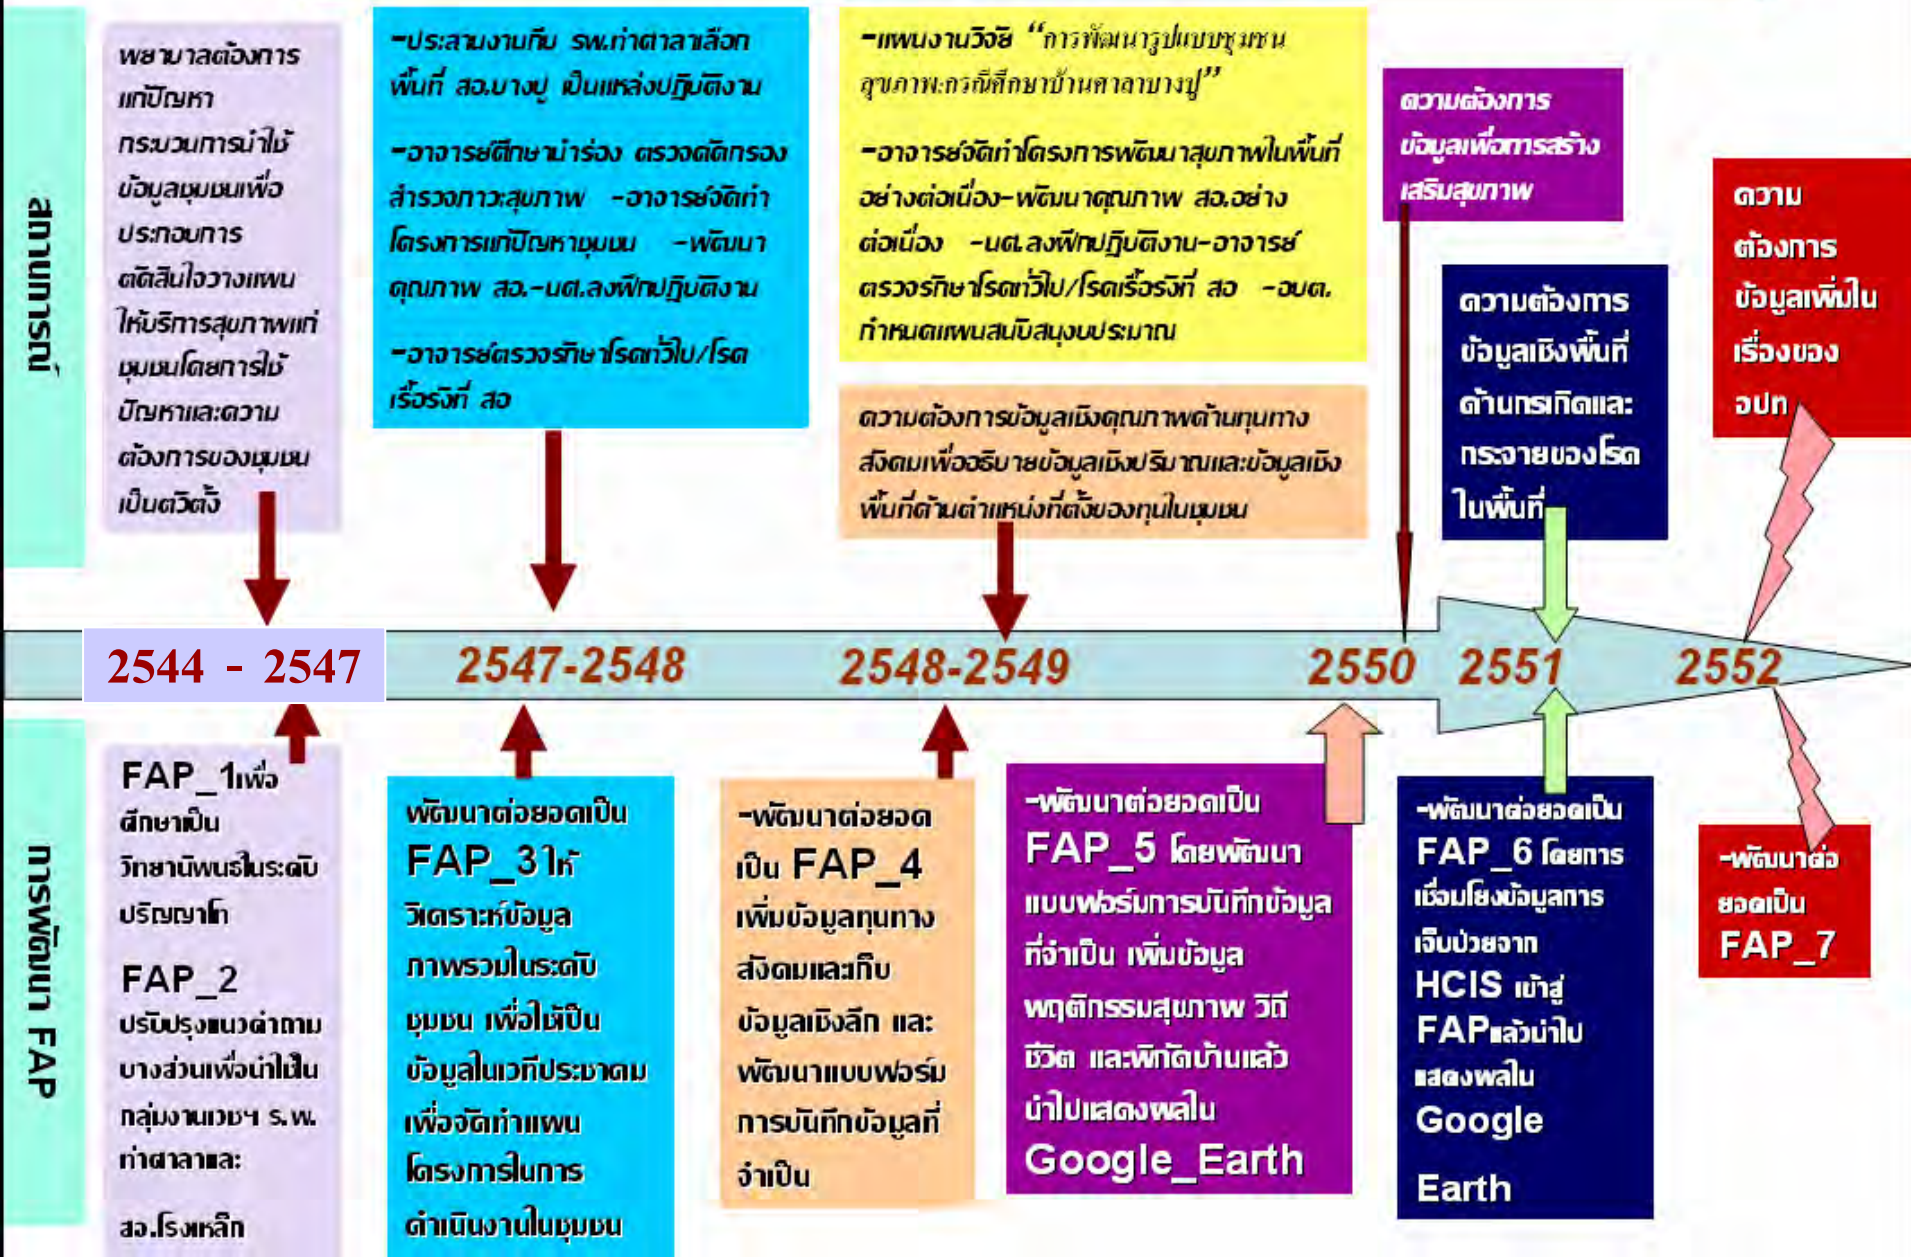 สถานการณ์
พยาบาลต้องการ
แก้ปัญหา
กระบวนการนำใช้
ข้อมูลชุมชนเพื่อ
ประกอบการ
ตัดสินใจวางแผน
ให้บริการสุขภาพแก่
ชุมชนโดยการใช้
ปัญหาและความ
ต้องการของชุมชน
เป็นตัวตั้ง
-ประสานงานกับ รพ.ท่าศาลาเลือก
พื้นที่ สอ.บางปู เป็นแหล่งปฏิบัติงาน
-อาจารย์ศึกษานำร่อง ตรวจคัดกรอง
สำรวจภาวะสุขภาพ -อาจารย์จัดทำ
โครงการแก้ปัญหาชุมชน -พัฒนา
คุณภาพ สอ.-นศ.ลงฝึกปฏิบัติงาน
-อาจารย์ตรวจรักษาโรคทั่วไป/โรค
เรื้อรังที่ สอ
-แผนงานวิจัย “การพัฒนารูปแบบชุมชน
สุขภาพ:กรณีศึกษาบ้านศาลาบางปู”
-อาจารย์จัดทำโครงการพัฒนาสุขภาพในพื้นที่
อย่างต่อเนื่อง-พัฒนาคุณภาพ สอ.อย่าง
ต่อเนื่อง -นศ.ลงฝึกปฏิบัติงาน-อาจารย์
ตรวจรักษาโรคทั่วไป/โรคเรื้อรังที่ สอ -อบต.
กำหนดแผนสนับสนุงบประมาณ
ความต้องการข้อมูลเชิงคุณภาพด้านทุนทาง
สังคมเพื่ออธิบายข้อมูลเชิงปริมาณและข้อมูลเชิง
พื้นที่ด้านตำแหน่งที่ตั้งของทุนในชุมชน
ความต้องการ
ข้อมูลเพื่อการสร้าง
เสริมสุขภาพ
ความต้องการ
ข้อมูลเชิงพื้นที่
ด้านกรเกิดและ
กระจายของโรค
ในพื้นที่
ความ
ต้องการ
ข้อมูลเพิ่มใน
เรื่องของ
อปท
2544 - 2547
2547-2548
2548-2549
2550
2551
2552
การพัฒนา FAP
FAP_1เพื่อ
ศึกษาเป็น
วิทยานิพนธ์ในระดับ
ปริญญาโท
FAP_2
ปรับปรุงแนวคำถาม
บางส่วนเพื่อนำไปใช้ใน
กลุ่มงานเวชฯ ร.พ.
ท่าศาลาและ
สอ.โรงเหล็ก
พัฒนาต่อยอดเป็น
FAP_3ให้
วิเคราะห์ข้อมูล
ภาพรวมในระดับ
ชุมชน เพื่อให้เป็น
ข้อมูลในเวทีประชาคม
เพื่อจัดทำแผน
โครงการในการ
ดำเนินงานในชุมชน
-พัฒนาต่อยอด
เป็น FAP_4
เพิ่มข้อมูลทุนทาง
สังคมและเก็บ
ข้อมูลเชิงลึก และ
พัฒนาแบบฟอร์ม
การบันทึกข้อมูลที่
จำเป็น
-พัฒนาต่อยอดเป็น
FAP_5 โดยพัฒนา
แบบฟอร์มการบันทึกข้อมูล
ที่จำเป็น เพิ่มข้อมูล
พฤติกรรมสุขภาพ วิถี
ชีวิต และพิกัดบ้านแล้ว
นำไปแสดงผลใน
Google_Earth
-พัฒนาต่อยอดเป็น
FAP_6 โดยการ
เชื่อมโยงข้อมูลการ
เจ็บป่วยจาก
HCIS เข้าสู่
FAPแล้วนำไป
แสดงผลใน
Google
Earth
-พัฒนาต่อ
ยอดเป็น
FAP_7